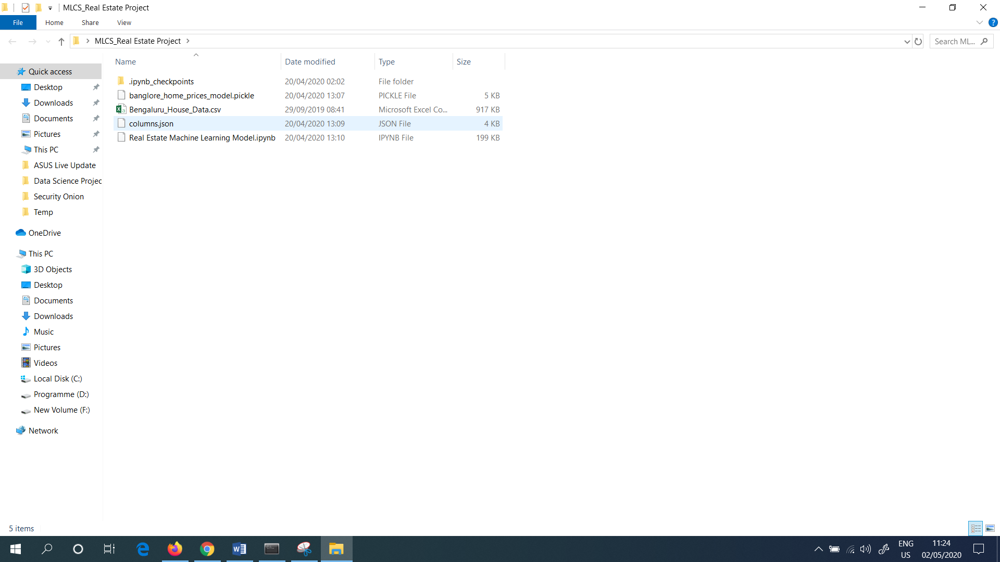 MLCS_Real Estate Project
File Home Share View
MLCS_Real Estate Project
Search ML...
Name Date modified Type Size
.ipynb_checkpoints 20/04/2020 02:02 File folder
banglore_home_prices_model.pickle 20/04/2020 13:07 PICKLE File 5 KB
Bengaluru_House_Data.csv 29/09/2019 08:41 Microsoft Excel Co... 917 KB
columns.json 20/04/2020 13:09 JSON File 4 KB
Real Estate Machine Learning Model.ipynb 20/04/2020 13:10 IPYNB File 199 KB
Quick access
Desktop
Downloads
Documents
Pictures
This PC
ASUS Live Update
Data Science Projec
Security Onion
Temp
OneDrive
This PC
3D Objects
Desktop
Documents
Downloads
Music
Pictures
Videos
Local Disk (C:)
Programme (D:)
New Volume (F:)
Network
5 items
ENG
US
11:24
02/05/2020